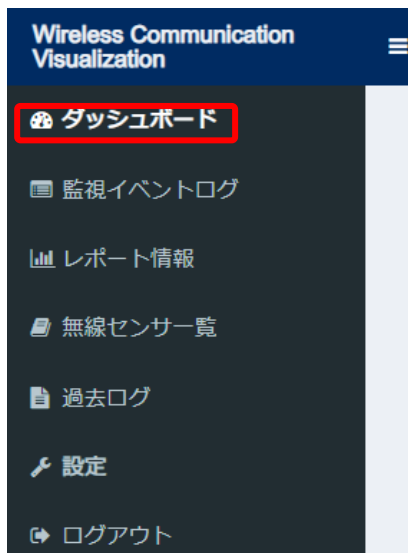 Wireless Communication
Visualization
ダッシュボード
監視イベントログ
レポート情報
無線センサ一覧
過去ログ
設定
ログアウト